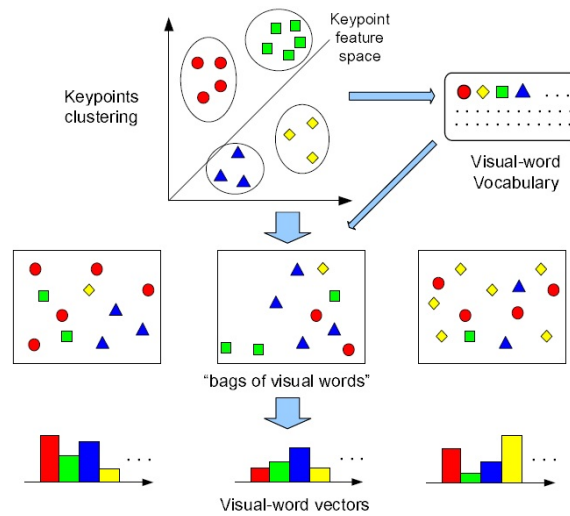 Keypoint
feature
space
Keypoints
clustering
Visual-word
Vocabulary
“bags of visual words”
Visual-word vectors